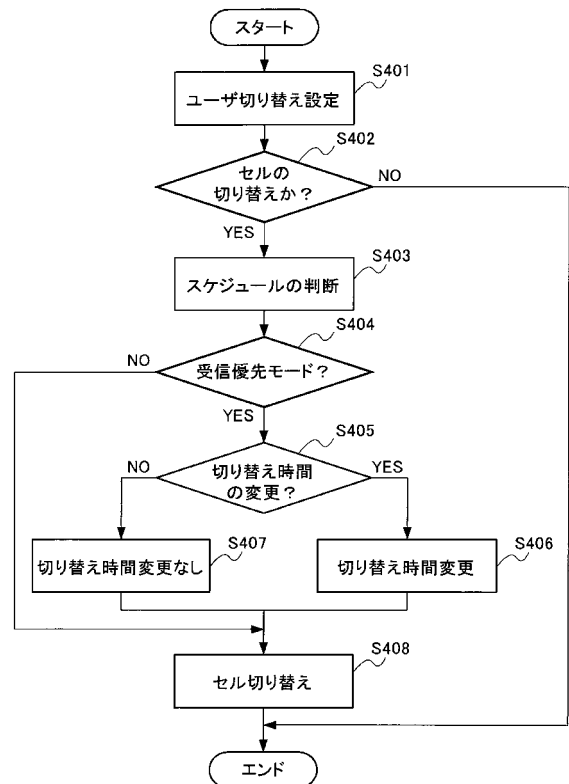 スタート
S401
ユーザ切り替え設定
S402
セルの
切り替えか？
NO
YES
S403
スケジュールの判断
S404
NO
受信優先モード？
YES
S405
NO
切り替え時間
の変更？
YES
S407
切り替え時間変更なし
S406
切り替え時間変更
S408
セル切り替え
エンド